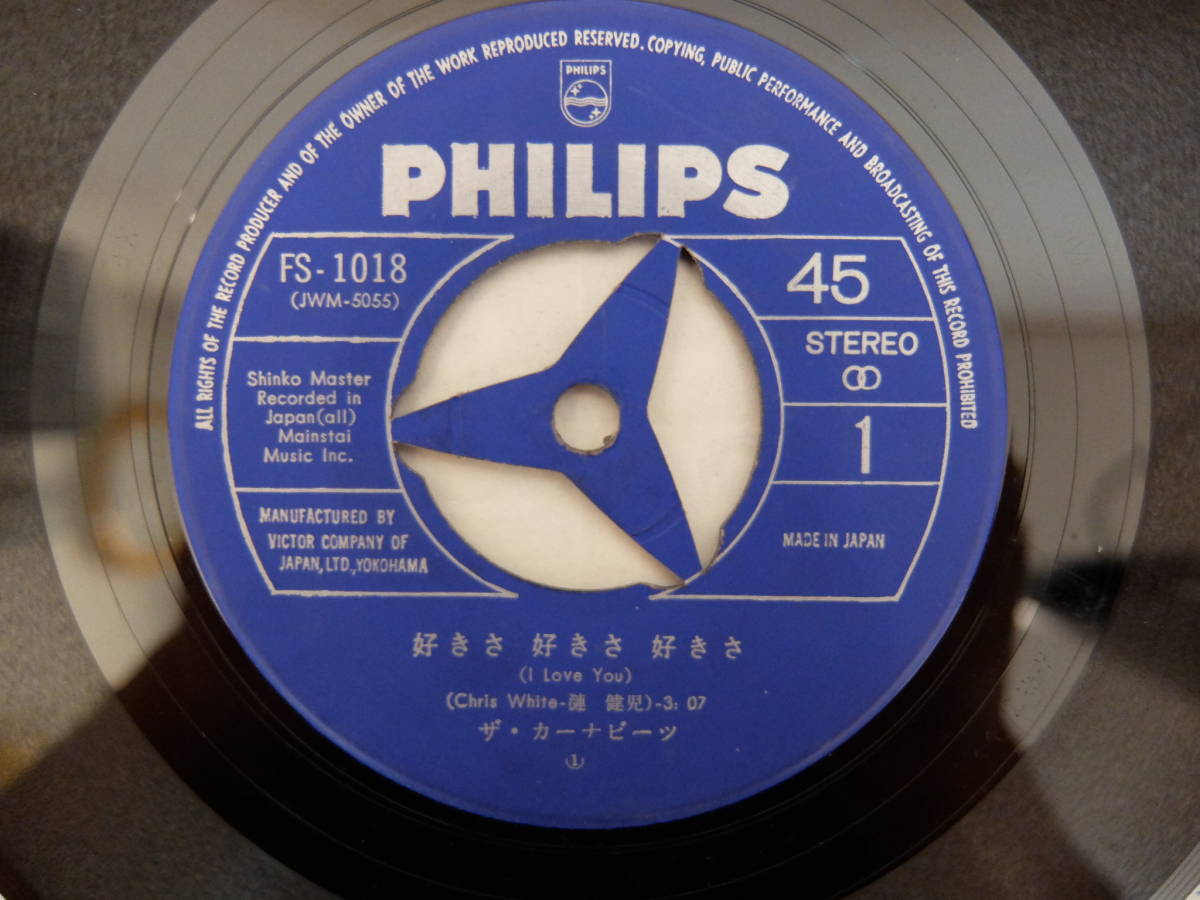 ALL RIGHTS OF THE RECORD PRODUCER AND OF THE OWNER OF THE WORK REPRODUCED RESERVED. COPYING, PUBLIC PERFORMANCE AND BROADCASTING OF THIS RECORD PROHIBITED
PHILIPS
PHILIPS
FS-1018
(JWM-5055)
Shinko Master
Recorded in
Japan(all)
Mainstai
Music Inc.
MANUFACTURED BY
VICTOR COMPANY OF
JAPAN, LTD., YOKOHAMA
45
STEREO
1
MADE IN JAPAN
好きさ 好きさ 好きさ
(I Love You)
(Chris White-漣 健児)-3:07
ザ・カーナビーツ
①